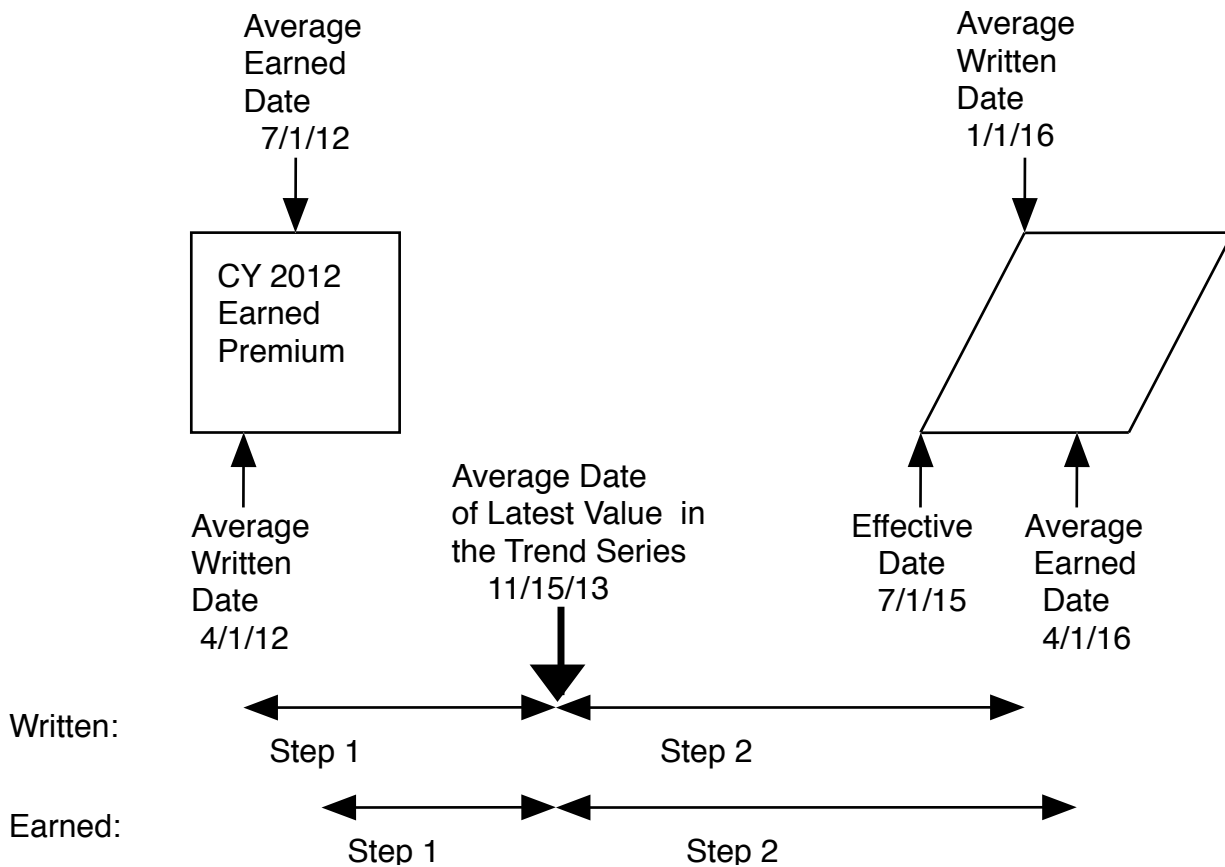 Average
Earned
Date
7/1/12
Average
Written
Date
1/1/16
CY 2012
Earned
Premium
Average
Written
Date
4/1/12
Average Date
of Latest Value in
the Trend Series
11/15/13
Effective
Date
7/1/15
Average
Earned
Date
4/1/16
Written:
Step 1
Step 2
Earned:
Step 1
Step 2